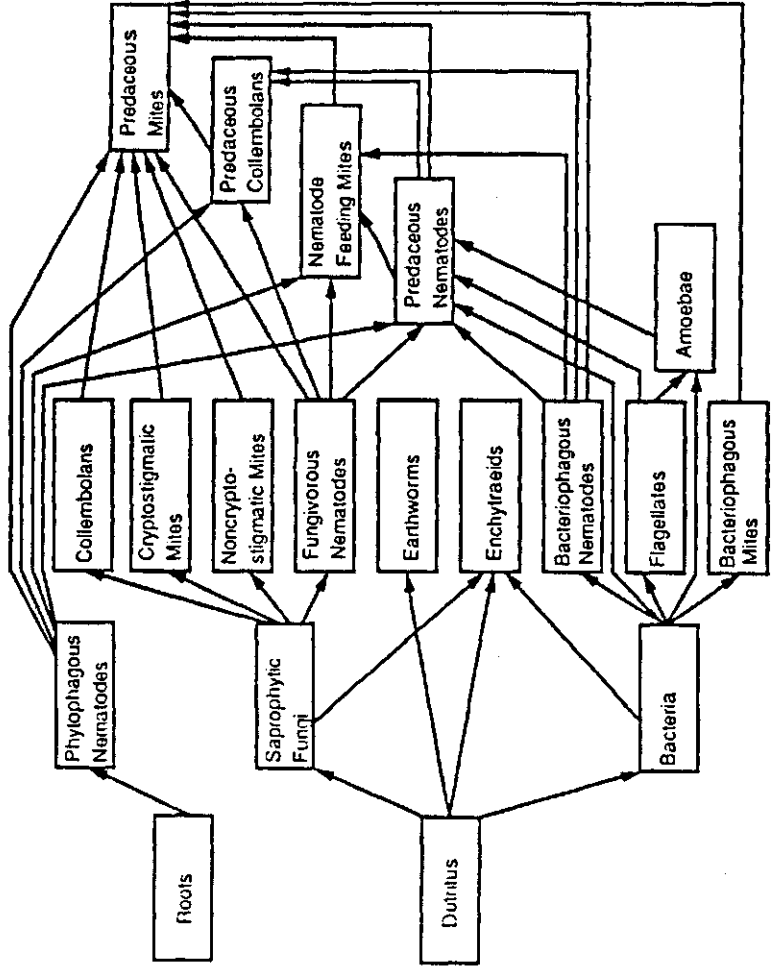 Roots
Dutritus
Phytophagous
Nematodes
Saprophytic
Fungi
Bacteria
Collembolans
Cryptostigmatic
Mites
Noncrypto-
stigmatic Mites
Fungivorous
Nematodes
Earthworms
Enchytraeids
Bacteriophagous
Nematodes
Flagellates
Bacteriophagous
Mites
Amoebae
Predaceous
Nematodes
Nematode
Feeding Mites
Predaceous
Collembolans
Predaceous
Mites